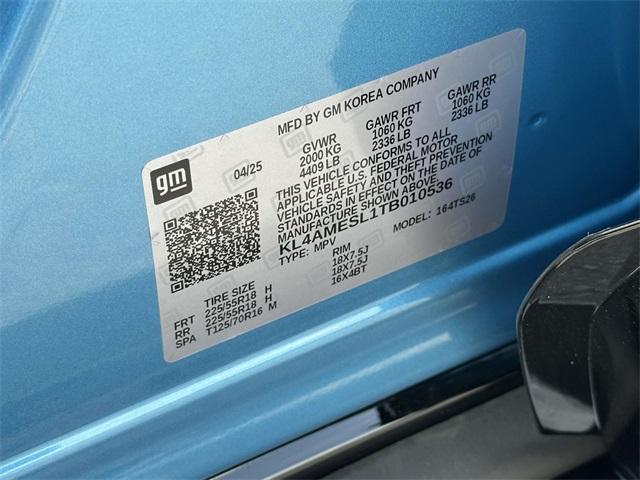 MFD BY GM KOREA COMPANY
gm 04/25
GVWR GAWR FRT GAWR RR
2000 KG 1060 KG 1060 KG
4409 LB 2336 LB 2336 LB
THIS VEHICLE CONFORMS TO ALL
APPLICABLE U.S. FEDERAL MOTOR
VEHICLE SAFETY AND THEFT PREVENTION
STANDARDS IN EFFECT ON THE DATE OF
MANUFACTURE SHOWN ABOVE.
KL4AMESL1TB010536
TYPE: MPV MODEL: 164TS26
TIRE SIZE RIM
FRT 225/55R18 H 18X7.5J
RR 225/55R18 H 18X7.5J
SPA T125/70R16 M 16X4BT